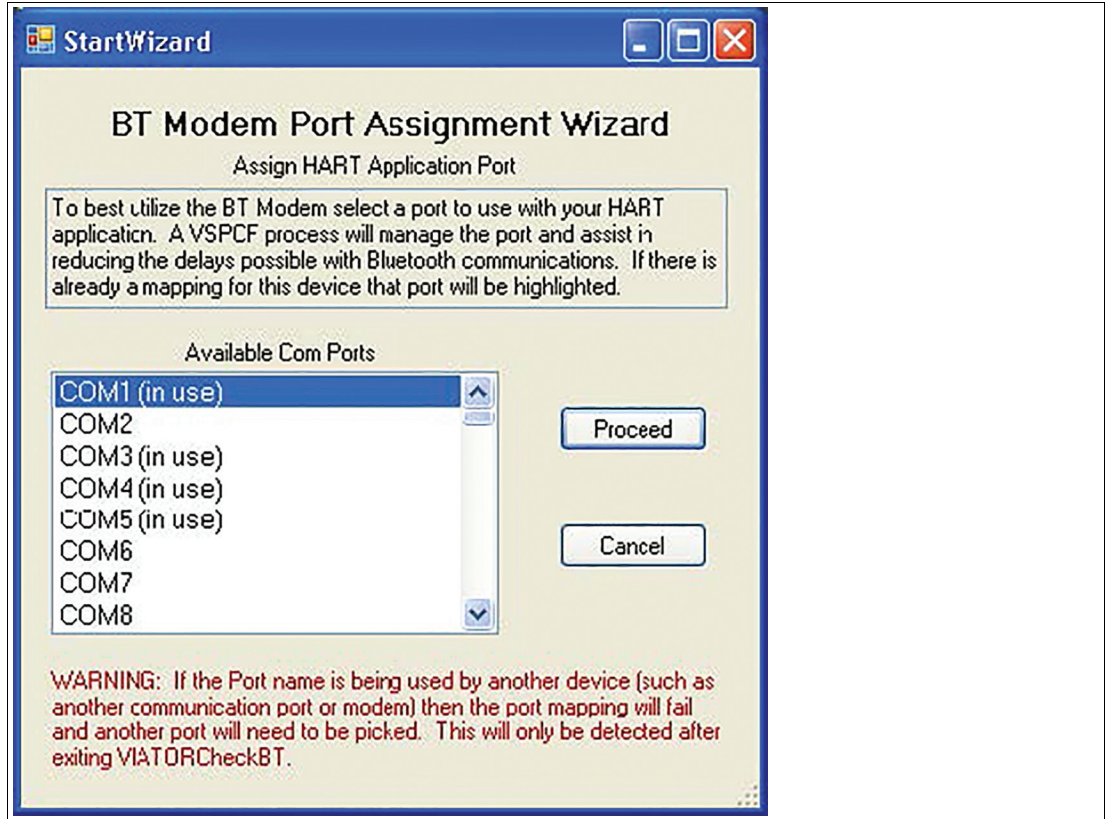 StartWizard
BT Modem Port Assignment Wizard
Assign HART Application Port
To best utilize the BT Modem select a port to use with your HART
application. A VSPCF process will manage the port and assist in
reducing the delays possible with Bluetooth communications. If there is
already a mapping for this device that port will be highlighted.
Available Com Ports
COM1 (in use)
COM2
COM3 (in use)
COM4 (in use)
COM5 (in use)
COM6
COM7
COM8
Proceed
Cancel
WARNING: If the Port name is being used by another device (such as
another communication port or modem) then the port mapping will fail
and another port will need to be picked. This will only be detected after
exiting VIATORCheckBT.